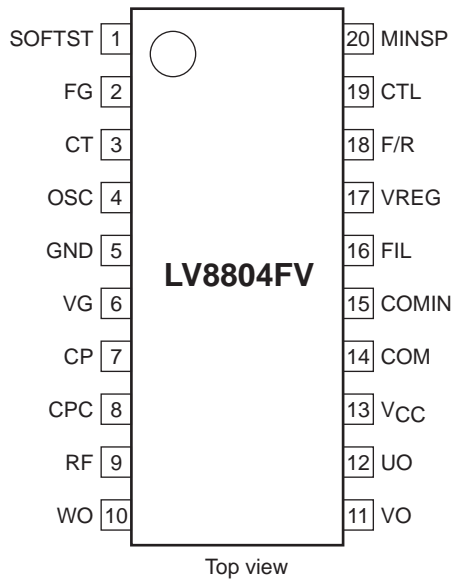 SOFTST 1 20 MINSP
FG 2 19 CTL
CT 3 18 F/R
OSC 4 17 VREG
GND 5 16 FIL
LV8804FV
VG 6 15 COMIN
CP 7 14 COM
CPC 8 13 VCC
RF 9 12 UO
WO 10 11 VO
Top view